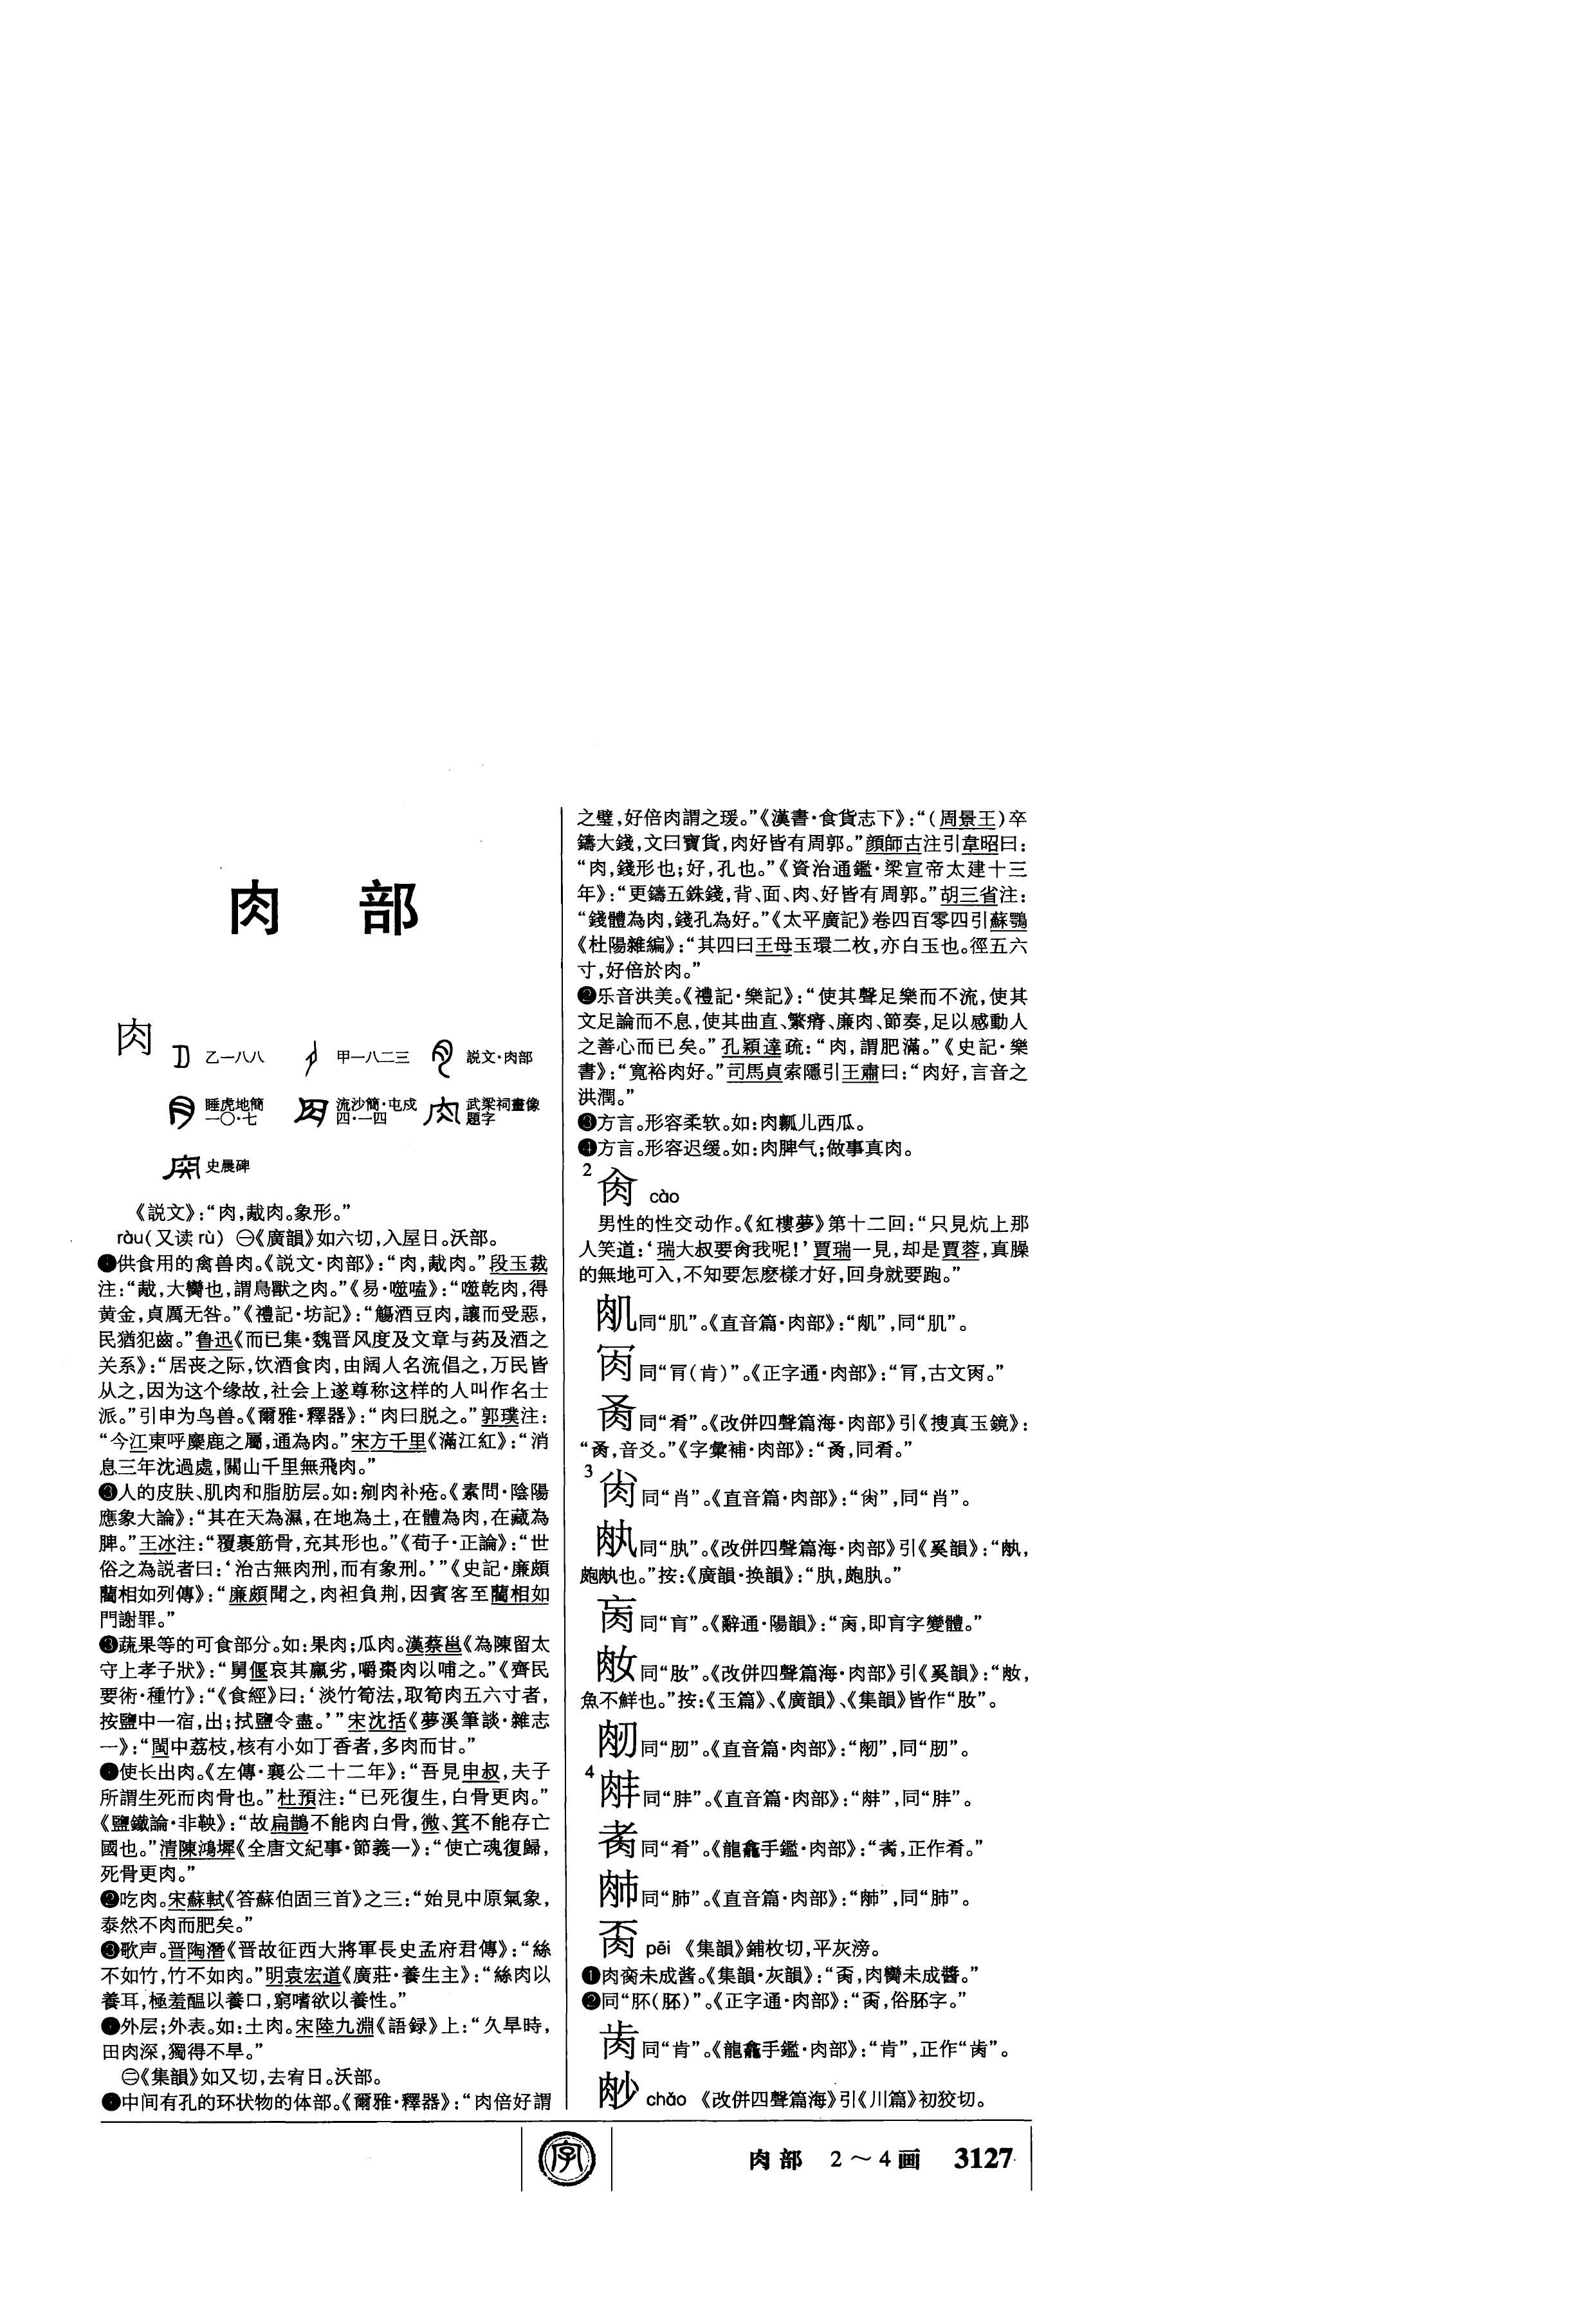 肉 部
肉
乙一八八 甲一八二三 説文·肉部
睡虎地簡 流沙簡·屯戍 武梁祠畫像
一〇·七 四·一四 題字
史晨碑
《説文》：“肉，胾肉。象形。”
ròu（又读 rù） ㊀《廣韻》如六切，入屋日。沃部。
供食用的禽兽肉。《説文·肉部》：“肉，胾肉。”段玉裁
注：“胾，大臠也，謂鳥獸之肉。”《易·噬嗑》：“噬乾肉，得
黄金，貞厲无咎。”《禮記·坊記》：“觴酒豆肉，讓而受惡，
民猶犯齒。”鲁迅《而已集·魏晋风度及文章与药及酒之
关系》：“居丧之际，饮酒食肉，由阔人名流倡之，万民皆
从之，因为这个缘故，社会上遂尊称这样的人叫作名士
派。”引申为鸟兽。《爾雅·釋器》：“肉曰脱之。”郭璞注：
“今江東呼麋鹿之屬，通為肉。”宋方千里《滿江紅》：“消
息三年沈過處，關山千里無飛肉。”
❸人的皮肤、肌肉和脂肪层。如：剜肉补疮。《素問·陰陽
應象大論》：“其在天為濕，在地為土，在體為肉，在藏為
脾。”王冰注：“覆裹筋骨，充其形也。”《荀子·正論》：“世
俗之為説者曰：‘治古無肉刑，而有象刑。’”《史記·廉頗
藺相如列傳》：“廉頗聞之，肉袒負荆，因賓客至藺相如
門謝罪。”
❸蔬果等的可食部分。如：果肉；瓜肉。漢蔡邕《為陳留太
守上孝子狀》：“舅偃哀其羸劣，嚼棗肉以哺之。”《齊民
要術·種竹》：“《食經》曰：‘淡竹筍法，取筍肉五六寸者，
按鹽中一宿，出；拭鹽令盡。’”宋沈括《夢溪筆談·雜志
一》：“閩中荔枝，核有小如丁香者，多肉而甘。”
使长出肉。《左傳·襄公二十二年》：“吾見申叔，夫子
所謂生死而肉骨也。”杜預注：“已死復生，白骨更肉。”
《鹽鐵論·非鞅》：“故扁鵲不能肉白骨，微、箕不能存亡
國也。”清陳鴻墀《全唐文紀事·節義一》：“使亡魂復歸，
死骨更肉。”
❷吃肉。宋蘇軾《答蘇伯固三首》之三：“始見中原氣象，
泰然不肉而肥矣。”
❸歌声。晋陶潛《晋故征西大將軍長史孟府君傳》：“絲
不如竹，竹不如肉。”明袁宏道《廣莊·養生主》：“絲肉以
養耳，極羞醖以養口，窮嗜欲以養性。”
外层；外表。如：土肉。宋陸九淵《語録》上：“久旱時，
田肉深，獨得不旱。”
㊁《集韻》如又切，去宥日。沃部。
中间有孔的环状物的体部。《爾雅·釋器》：“肉倍好謂
之璧，好倍肉謂之瑗。”《漢書·食貨志下》：“（周景王）卒
鑄大錢，文曰寶貨，肉好皆有周郭。”顔師古注引韋昭曰：
“肉，錢形也；好，孔也。”《資治通鑑·梁宣帝太建十三
年》：“更鑄五銖錢，背、面、肉、好皆有周郭。”胡三省注：
“錢體為肉，錢孔為好。”《太平廣記》卷四百零四引蘇鶚
《杜陽雜編》：“其四曰王母玉環二枚，亦白玉也。徑五六
寸，好倍於肉。”
❷乐音洪美。《禮記·樂記》：“使其聲足樂而不流，使其
文足論而不息，使其曲直、繁瘠、廉肉、節奏，足以感動人
之善心而已矣。”孔穎達疏：“肉，謂肥滿。”《史記·樂
書》：“寬裕肉好。”司馬貞索隱引王肅曰：“肉好，言音之
洪潤。”
❸方言。形容柔软。如：肉瓤儿西瓜。
❹方言。形容迟缓。如：肉脾气；做事真肉。
2 肏 cào
男性的性交动作。《紅樓夢》第十二回：“只見炕上那
人笑道：‘瑞大叔要肏我呢！’賈瑞一見，却是賈蓉，真臊
的無地可入，不知要怎麽樣才好，回身就要跑。”
同“肌”。《直音篇·肉部》：“”，同“肌”。
同“肎（肯）”。《正字通·肉部》：“肎，古文。”
同“肴”。《改併四聲篇海·肉部》引《搜真玉鏡》：
“，音爻。”《字彙補·肉部》：“，同肴。”
3 同“肖”。《直音篇·肉部》：“”，同“肖”。
同“肒”。《改併四聲篇海·肉部》引《奚韻》：“，
也。”按：《廣韻·换韻》：“肒，肒。”
同“肓”。《辭通·陽韻》：“，即肓字變體。”
同“肞”。《改併四聲篇海·肉部》引《奚韻》：“，
魚不鮮也。”按：《玉篇》、《廣韻》、《集韻》皆作“”。
同“肕”。《直音篇·肉部》：“”，同“肕”。
4 同“”。《直音篇·肉部》：“”，同“”。
同“肴”。《龍龕手鑑·肉部》：“，正作肴。”
同“肺”。《直音篇·肉部》：“”，同“肺”。
pēi 《集韻》鋪枚切，平灰滂。
❶肉脔未成酱。《集韻·灰韻》：“，肉臠未成醬。”
❷同“肧（胚）”。《正字通·肉部》：“，俗胚字。”
同“肯”。《龍龕手鑑·肉部》：“肯”，正作“”。
chǎo 《改併四聲篇海》引《川篇》初狡切。
字
肉部 2～4画 3127